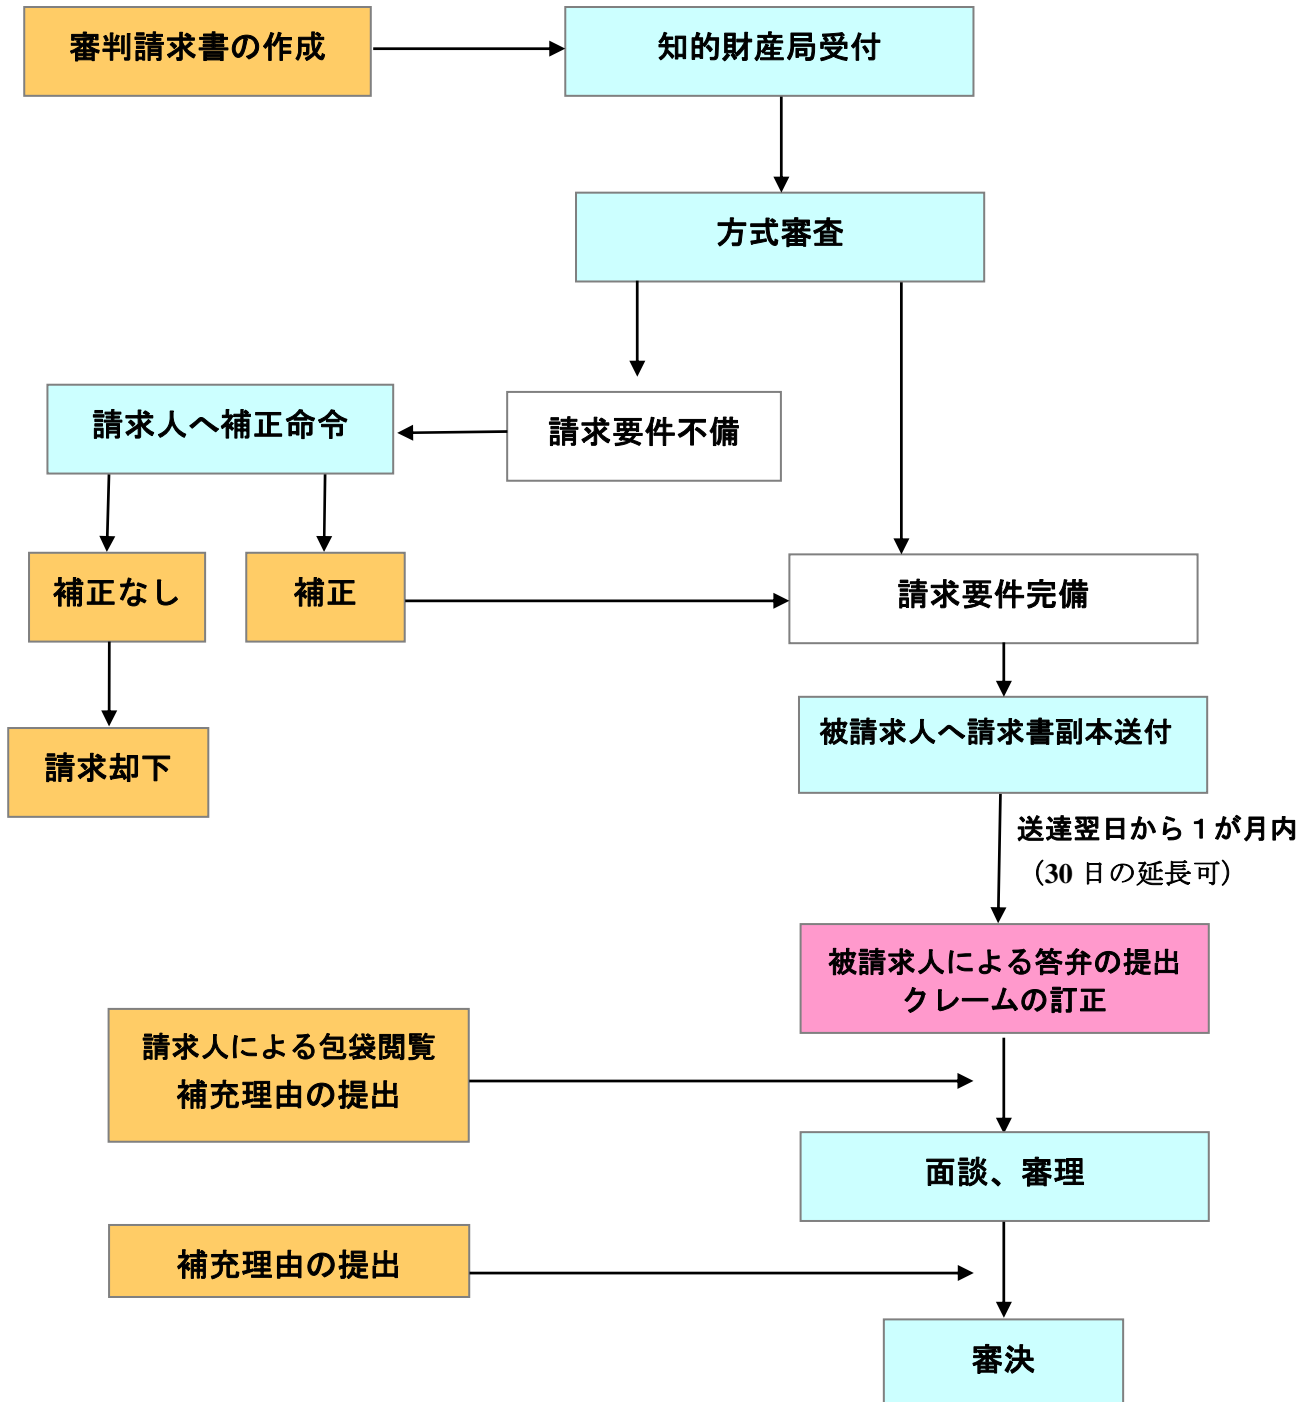 審判請求書の作成
知的財産局受付
方式審査
請求人へ補正命令
請求要件不備
補正なし
補正
請求要件完備
請求却下
被請求人へ請求書副本送付
送達翌日から１が月内
（30 日の延長可）
被請求人による答弁の提出
クレームの訂正
請求人による包袋閲覧
補充理由の提出
面談、審理
補充理由の提出
審決